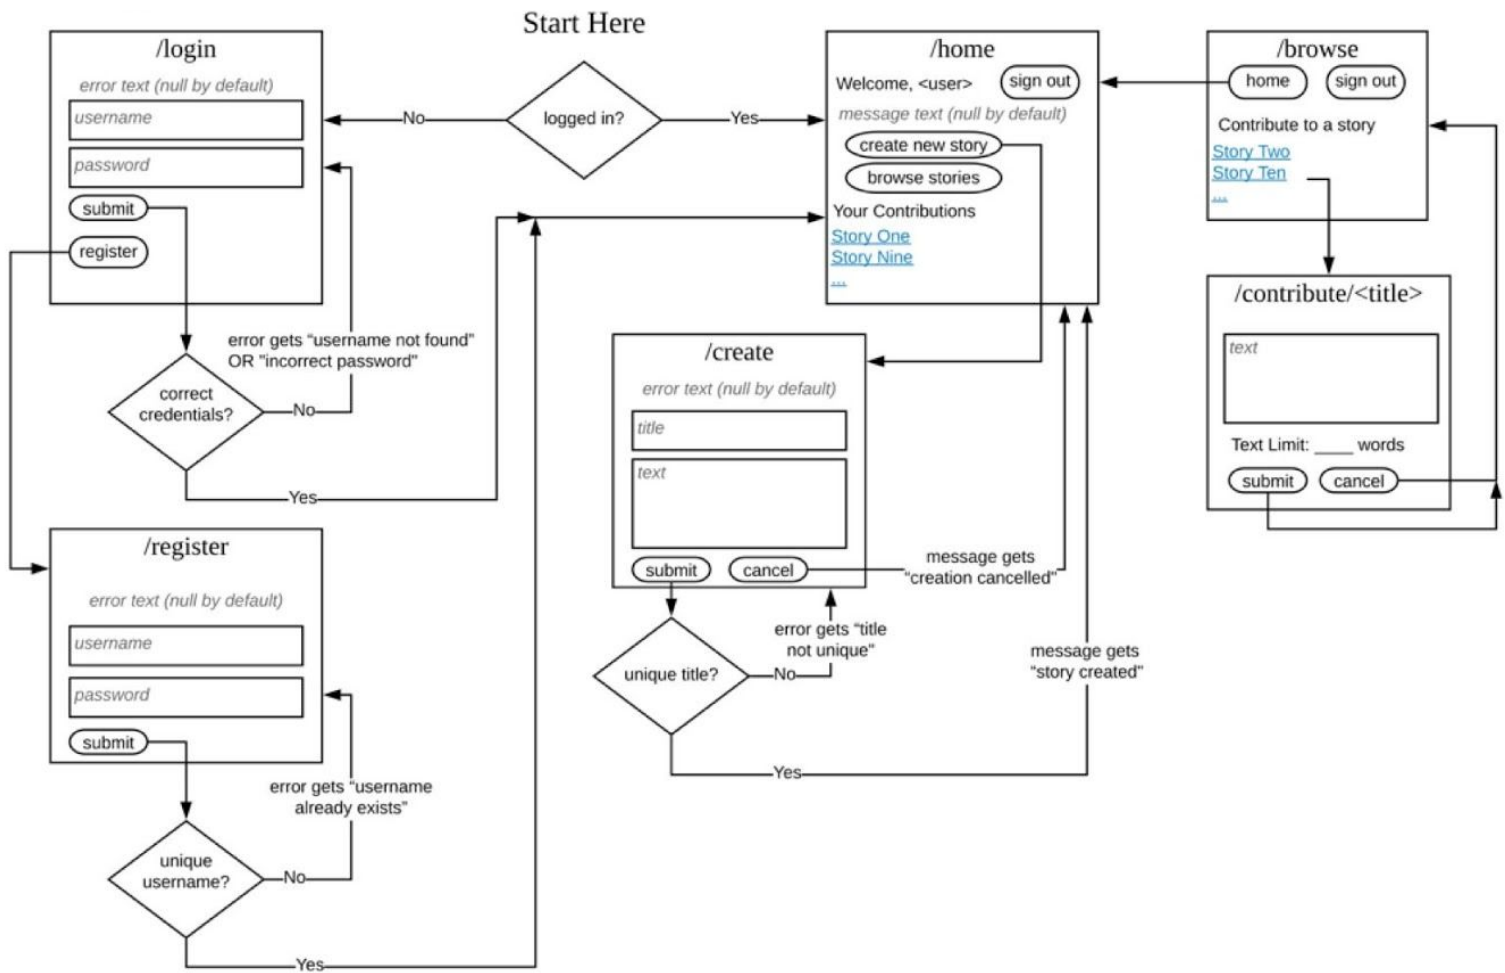 Start Here
/login
error text (null by default)
username
password
submit
register
No
logged in?
Yes
error gets “username not found”
OR "incorrect password"
correct
credentials?
No
Yes
/register
error text (null by default)
username
password
submit
error gets “username
already exists”
unique
username?
No
Yes
/home
Welcome, <user>
sign out
message text (null by default)
create new story
browse stories
Your Contributions
Story One
Story Nine
...
/create
error text (null by default)
title
text
submit
cancel
message gets
“creation cancelled”
error gets “title
not unique”
unique title?
No
Yes
message gets
“story created”
/browse
home
sign out
Contribute to a story
Story Two
Story Ten
...
/contribute/<title>
text
Text Limit: ____ words
submit
cancel